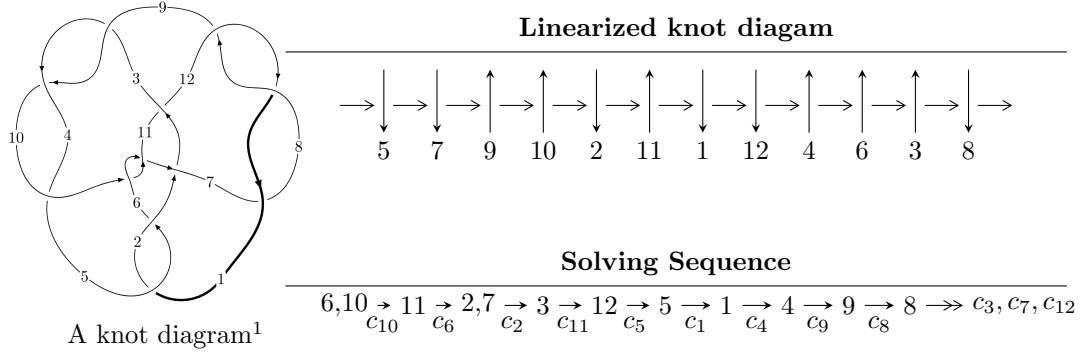 9
3
12
10
4
11
8
7
6
2
5
1
A knot diagram¹
Linearized knot diagam
5 7 9 10 2 11 1 12 4 6 3 8
Solving Sequence
6,10 → 11 → 2,7 → 3 → 12 → 5 → 1 → 4 → 9 → 8 →→ c₃, c₇, c₁₂
c₁₀ c₆ c₂ c₁₁ c₅ c₁ c₄ c₉ c₈